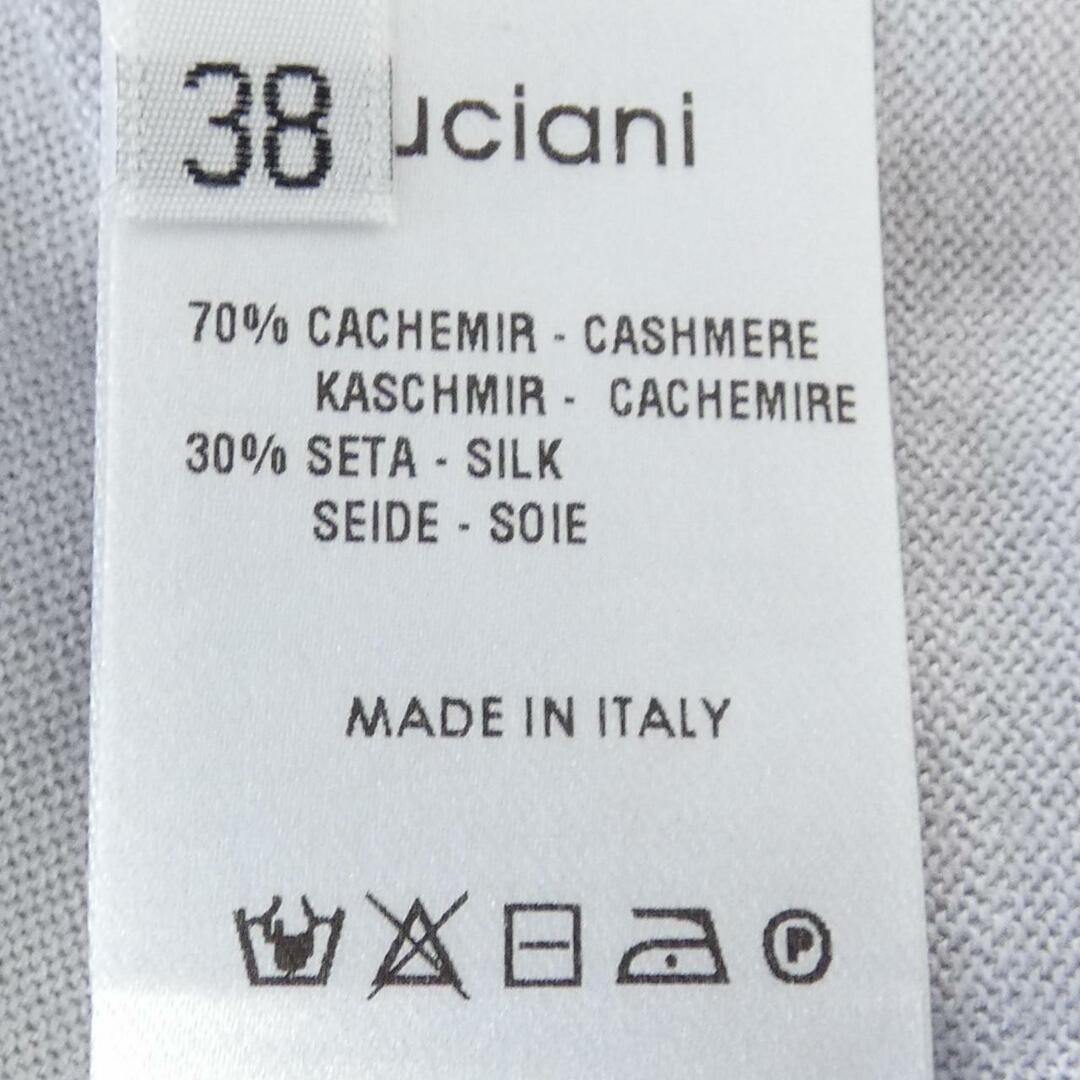 38
uciani
70% CACHEMIR - CASHMERE
KASCHMIR - CACHEMIRE
30% SETA - SILK
SEIDE - SOIE
MADE IN ITALY
P